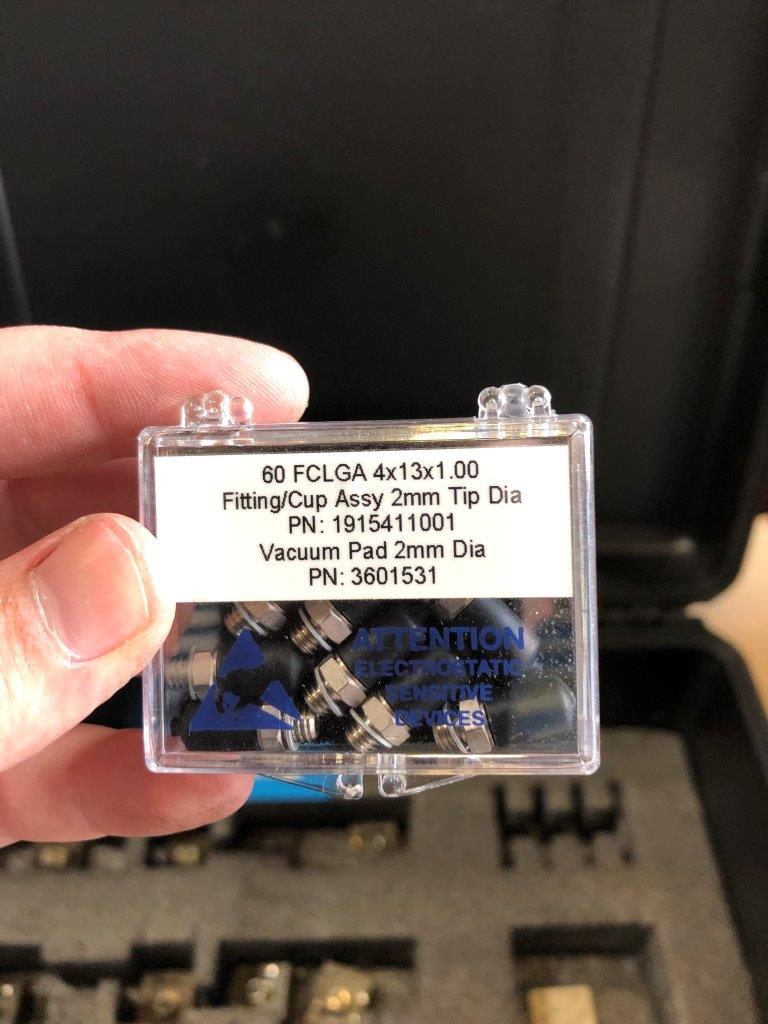 60 FCLGA 4x13x1.00
Fitting/Cup Assy 2mm Tip Dia
PN: 1915411001
Vacuum Pad 2mm Dia
PN: 3601531
ATTENTION
ELECTROSTATIC
SENSITIVE
DEVICES